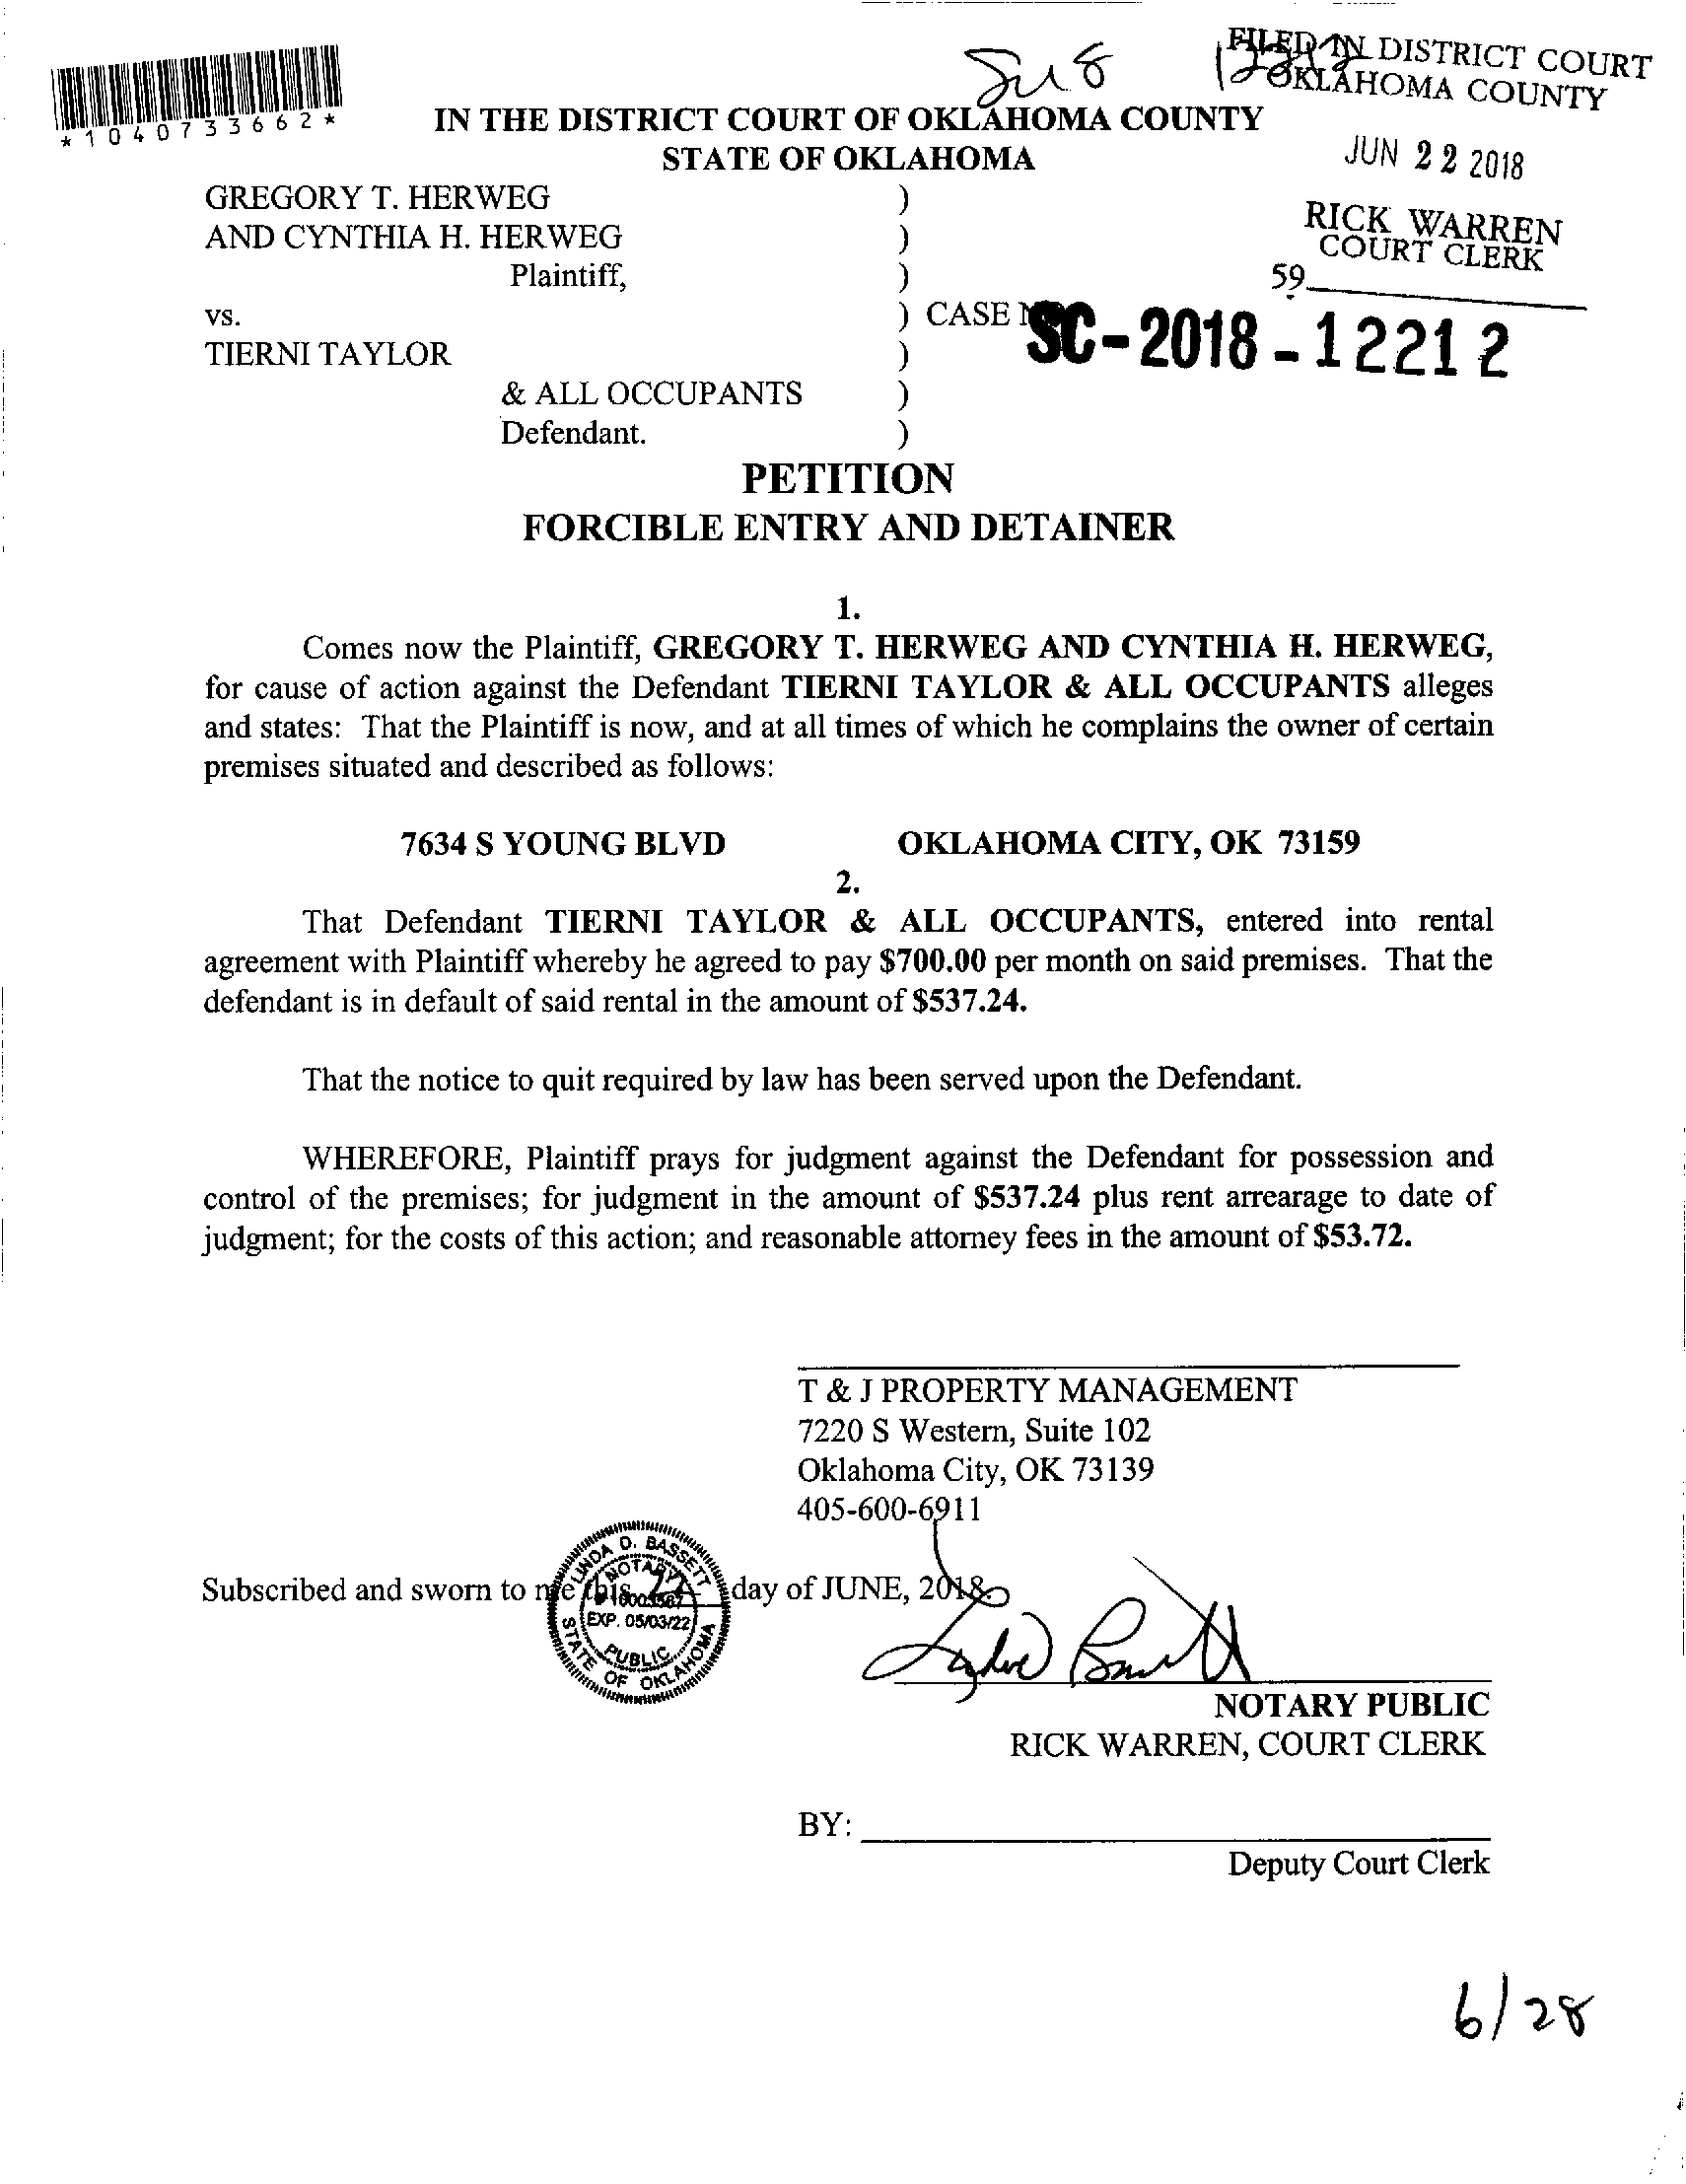 *1040733662*
FILED IN DISTRICT COURT
OKLAHOMA COUNTY
IN THE DISTRICT COURT OF OKLAHOMA COUNTY
STATE OF OKLAHOMA
JUN 22 2018
RICK WARREN
COURT CLERK
59
GREGORY T. HERWEG )
AND CYNTHIA H. HERWEG )
Plaintiff, )
vs. ) CASE SC-2018-12212
TIERNI TAYLOR )
& ALL OCCUPANTS )
Defendant. )
PETITION
FORCIBLE ENTRY AND DETAINER
1.
Comes now the Plaintiff, GREGORY T. HERWEG AND CYNTHIA H. HERWEG,
for cause of action against the Defendant TIERNI TAYLOR & ALL OCCUPANTS alleges
and states: That the Plaintiff is now, and at all times of which he complains the owner of certain
premises situated and described as follows:
7634 S YOUNG BLVD OKLAHOMA CITY, OK 73159
2.
That Defendant TIERNI TAYLOR & ALL OCCUPANTS, entered into rental
agreement with Plaintiff whereby he agreed to pay $700.00 per month on said premises. That the
defendant is in default of said rental in the amount of $537.24.
That the notice to quit required by law has been served upon the Defendant.
WHEREFORE, Plaintiff prays for judgment against the Defendant for possession and
control of the premises; for judgment in the amount of $537.24 plus rent arrearage to date of
judgment; for the costs of this action; and reasonable attorney fees in the amount of $53.72.
T & J PROPERTY MANAGEMENT
7220 S Western, Suite 102
Oklahoma City, OK 73139
405-600-6911
Subscribed and sworn to me this 22 day of JUNE, 2018.
LINDA D. BASSETT
NOTARY
EXP. 05/03/22
PUBLIC
STATE OF OKLAHOMA
NOTARY PUBLIC
RICK WARREN, COURT CLERK
BY:
Deputy Court Clerk
6/28